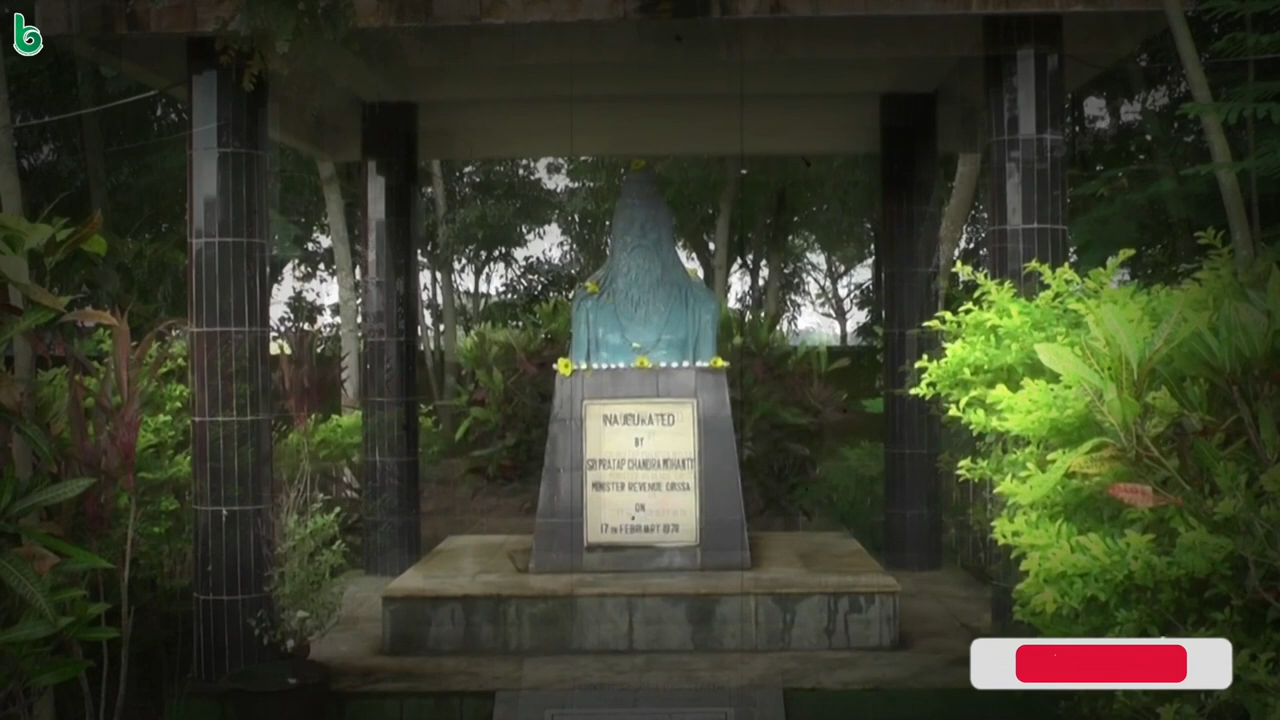 INAUGURATED
BY
SRI PRATAP CHANDRA MOHANTY
MINISTER REVENUE ORISSA
ON
17TH FEBRUARY 1978